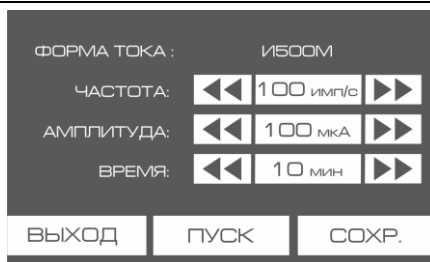 ФОРМА ТОКА : И500М
ЧАСТОТА: 100 имп/с
АМПЛИТУДА: 100 мкА
ВРЕМЯ: 10 мин
ВЫХОД ПУСК СОХР.